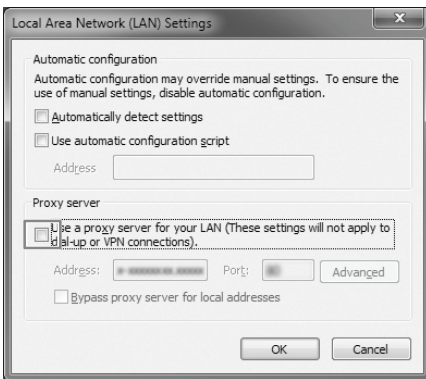 Local Area Network (LAN) Settings
Automatic configuration
Automatic configuration may override manual settings. To ensure the
use of manual settings, disable automatic configuration.
Automatically detect settings
Use automatic configuration script
Address
Proxy server
Use a proxy server for your LAN (These settings will not apply to
dial-up or VPN connections).
Address: Port: Advanced
Bypass proxy server for local addresses
OK Cancel